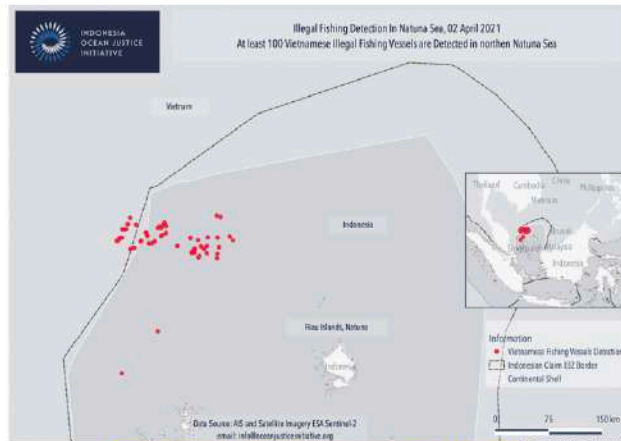 INDONESIA
OCEAN JUSTICE
INITIATIVE
Illegal Fishing Detection In Natuna Sea, 02 April 2021
At least 100 Vietnamese Illegal Fishing Vessels are Detected in northen Natuna Sea
Vietnam
Thailand
Cambodia
China
Vietnam
Philippines
Brunei
Malaysia
Indonesia
Indonesia
Riau Islands, Natuna
Indonesia
Information
Vietnamese Fishing Vessels Detection
Indonesian Claim EEZ Border
Continental Shelf
Data Source: AIS and Satellite Imagery ESA Sentinel-2
email: info@oceanjusticeinitiative.org
0 75 150 km